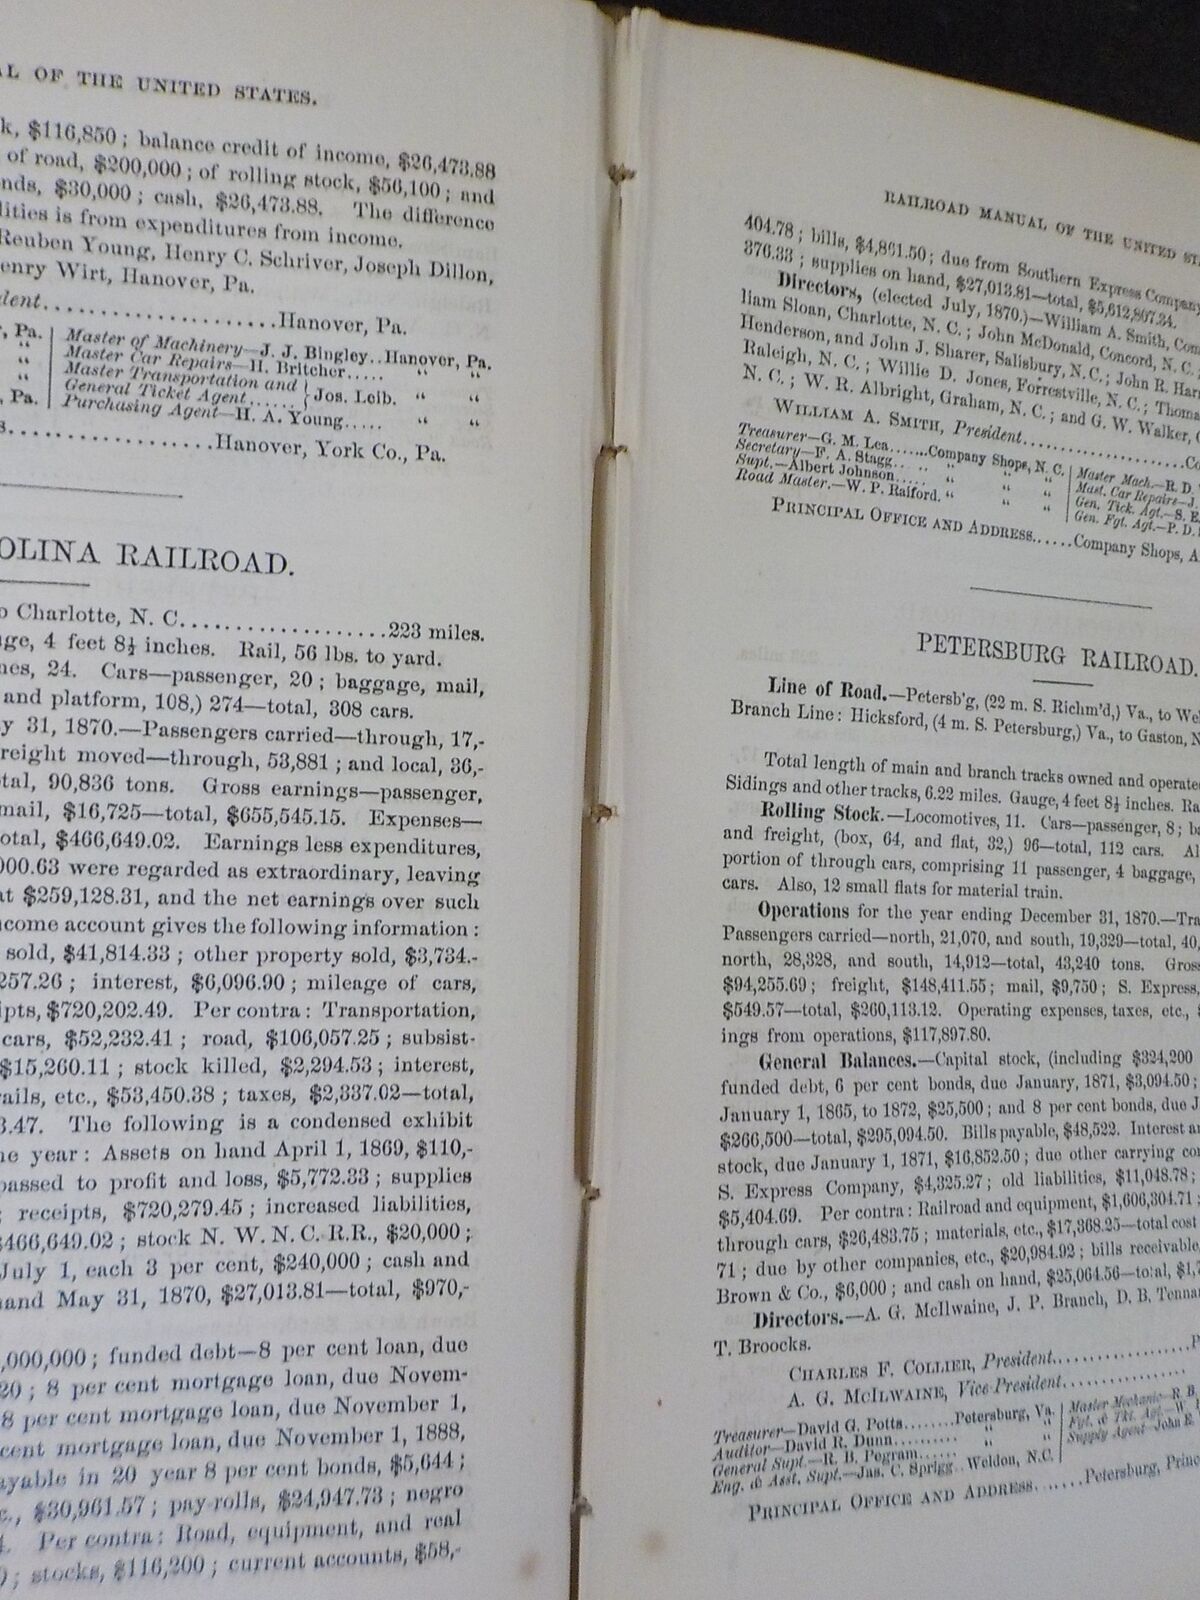 AL OF THE UNITED STATES.
k, $116,850; balance credit of income, $26,473.88
of road, $200,000; of rolling stock, $56,100; and
nds, $30,000; cash, $26,473.88. The difference
lities is from expenditures from income.
Reuben Young, Henry C. Schriver, Joseph Dillon,
enry Wirt, Hanover, Pa.
dent.....................Hanover, Pa.
, Pa. | Master of Machinery—J. J. Bingley..Hanover, Pa.
“ | Master Car Repairs—H. Britcher..... “ “
“ | Master Transportation and
“ | General Ticket Agent...... } Jos. Leib. “ “
, Pa. | Purchasing Agent—H. A. Young..... “ “
s..................Hanover, York Co., Pa.
OLINA RAILROAD.
o Charlotte, N. C...................223 miles.
ge, 4 feet 8½ inches. Rail, 56 lbs. to yard.
nes, 24. Cars—passenger, 20; baggage, mail,
and platform, 108,) 274—total, 308 cars.
y 31, 1870.—Passengers carried—through, 17,-
reight moved—through, 53,881; and local, 36,-
tal, 90,836 tons. Gross earnings—passenger,
mail, $16,725—total, $655,545.15. Expenses—
otal, $466,649.02. Earnings less expenditures,
000.63 were regarded as extraordinary, leaving
at $259,128.31, and the net earnings over such
ncome account gives the following information:
sold, $41,814.33; other property sold, $3,734.-
257.26; interest, $6,096.90; mileage of cars,
ipts, $720,202.49. Per contra: Transportation,
cars, $52,232.41; road, $106,057.25; subsist-
$15,260.11; stock killed, $2,294.53; interest,
rails, etc., $53,450.38; taxes, $2,337.02—total,
3.47. The following is a condensed exhibit
he year: Assets on hand April 1, 1869, $110,-
passed to profit and loss, $5,772.33; supplies
; receipts, $720,279.45; increased liabilities,
$466,649.02; stock N. W. N. C. R.R., $20,000;
July 1, each 3 per cent, $240,000; cash and
hand May 31, 1870, $27,013.81—total, $970,-
,000,000; funded debt—8 per cent loan, due
20; 8 per cent mortgage loan, due Novem-
8 per cent mortgage loan, due November 1,
cent mortgage loan, due November 1, 1888,
ayable in 20 year 8 per cent bonds, $5,644;
c., $30,961.57; pay-rolls, $24,947.73; negro
4. Per contra: Road, equipment, and real
0; stocks, $116,200; current accounts, $58,-
RAILROAD MANUAL OF THE UNITED ST
404.78; bills, $4,861.50; due from Southern Express Company
376.33; supplies on hand, $27,013.81—total, $5,612,867.24.
Directors, (elected July, 1870.)—William A. Smith, Com
liam Sloan, Charlotte, N. C.; John McDonald, Concord, N. C.;
Henderson, and John J. Sharer, Salisbury, N.C.; John R. Har
Raleigh, N. C.; Willie D. Jones, Forrestville, N. C.; Thoma
N. C.; W. R. Albright, Graham, N. C.; and G. W. Walker, C
WILLIAM A. SMITH, President.......................Co
Treasurer—G. M. Lea.......Company Shops, N. C. | Master Mach.—R. D.
Secretary—F. A. Stagg.. .. “ “ “ | Mast. Car Repairs—J.
Supt.—Albert Johnson..... “ “ “ | Gen. Tick. Agt.—S. E
Road Master.—W. P. Raiford. “ “ “ | Gen. Fgt. Agt.—P. D.
PRINCIPAL OFFICE AND ADDRESS......Company Shops, A
PETERSBURG RAILROAD.
Line of Road.—Petersb'g, (22 m. S. Richm'd,) Va., to We
Branch Line: Hicksford, (4 m. S. Petersburg,) Va., to Gaston, N
Total length of main and branch tracks owned and operate
Sidings and other tracks, 6.22 miles. Gauge, 4 feet 8½ inches. Ra
Rolling Stock.—Locomotives, 11. Cars—passenger, 8; ba
and freight, (box, 64, and flat, 32,) 96—total, 112 cars. Al
portion of through cars, comprising 11 passenger, 4 baggage,
cars. Also, 12 small flats for material train.
Operations for the year ending December 31, 1870.—Tra
Passengers carried—north, 21,070, and south, 19,329—total, 40,
north, 28,328, and south, 14,912—total, 43,240 tons. Gros
$94,255.69; freight, $148,411.55; mail, $9,750; S. Express,
$549.57—total, $260,113.12. Operating expenses, taxes, etc., $
ings from operations, $117,897.80.
General Balances.—Capital stock, (including $324,200
funded debt, 6 per cent bonds, due January, 1871, $3,094.50;
January 1, 1865, to 1872, $25,500; and 8 per cent bonds, due J
$266,500—total, $295,094.50. Bills payable, $48,522. Interest a
stock, due January 1, 1871, $16,852.50; due other carrying co
S. Express Company, $4,325.27; old liabilities, $11,048.78;
$5,404.69. Per contra: Railroad and equipment, $1,606,304.71;
through cars, $26,483.75; materials, etc., $17,368.25—total cost
71; due by other companies, etc., $20,984.92; bills receivable,
Brown & Co., $6,000; and cash on hand, $25,064.56—total, $1,7
Directors.—A. G. McIlwaine, J. P. Branch, D. B. Tennan
T. Broocks.
CHARLES F. COLLIER, President....................P
A. G. MCILWAINE, Vice-President................
Treasurer—David G. Potts........Petersburg, Va. | Master Mechanic—R. B.
Auditor—David R. Dunn.......... “ “ | Fgt. & Tkt. Agt.—W.
General Supt.—R. B. Pegram...... “ “ | Supply Agent—John E.
Eng. & Asst. Supt.—Jas. C. Sprigg..Weldon, N.C.
PRINCIPAL OFFICE AND ADDRESS.......Petersburg, Princ